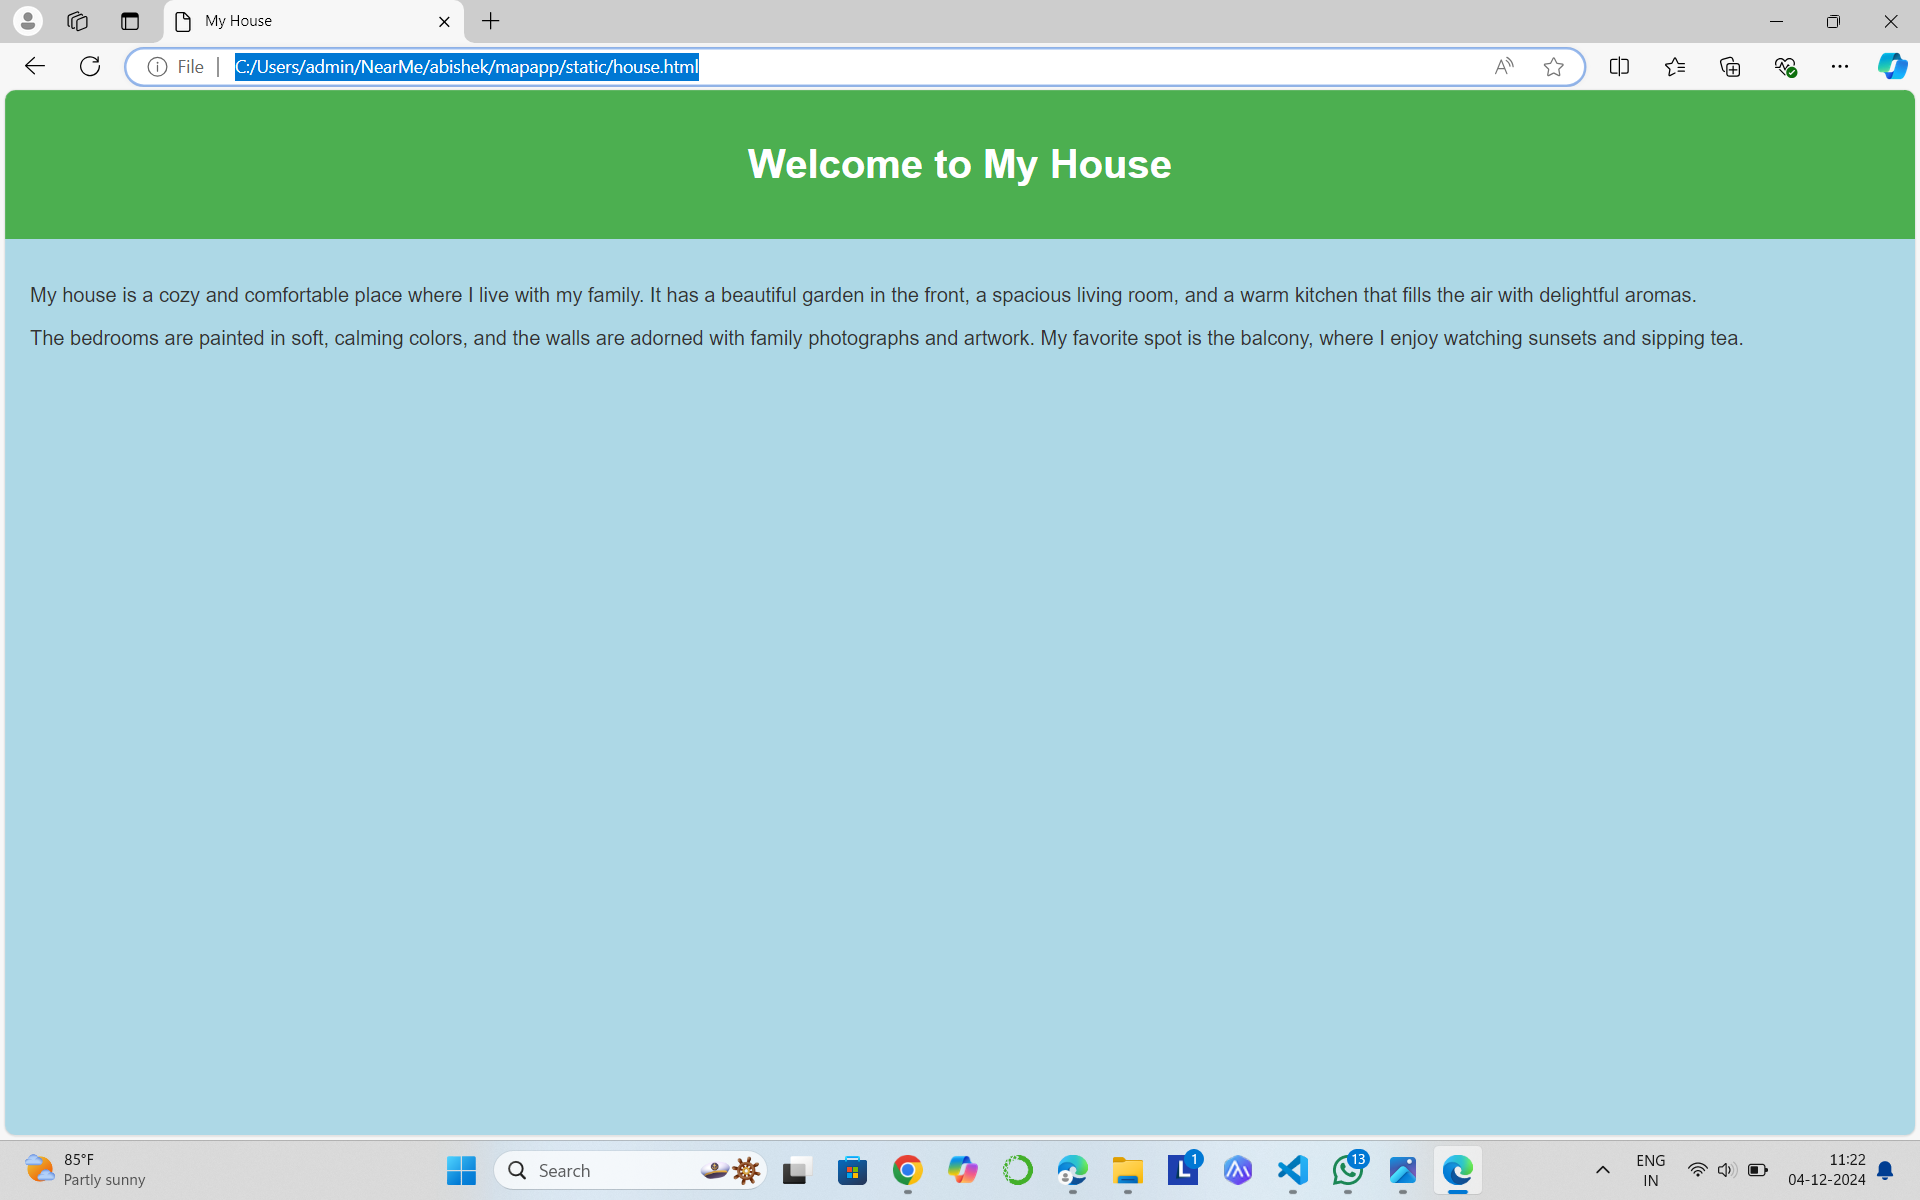 My House
File
C:/Users/admin/NearMe/abishek/mapapp/static/house.html
Welcome to My House
My house is a cozy and comfortable place where I live with my family. It has a beautiful garden in the front, a spacious living room, and a warm kitchen that fills the air with delightful aromas.
The bedrooms are painted in soft, calming colors, and the walls are adorned with family photographs and artwork. My favorite spot is the balcony, where I enjoy watching sunsets and sipping tea.
85°F
Partly sunny
Search
1
13
ENG
IN
11:22
04-12-2024